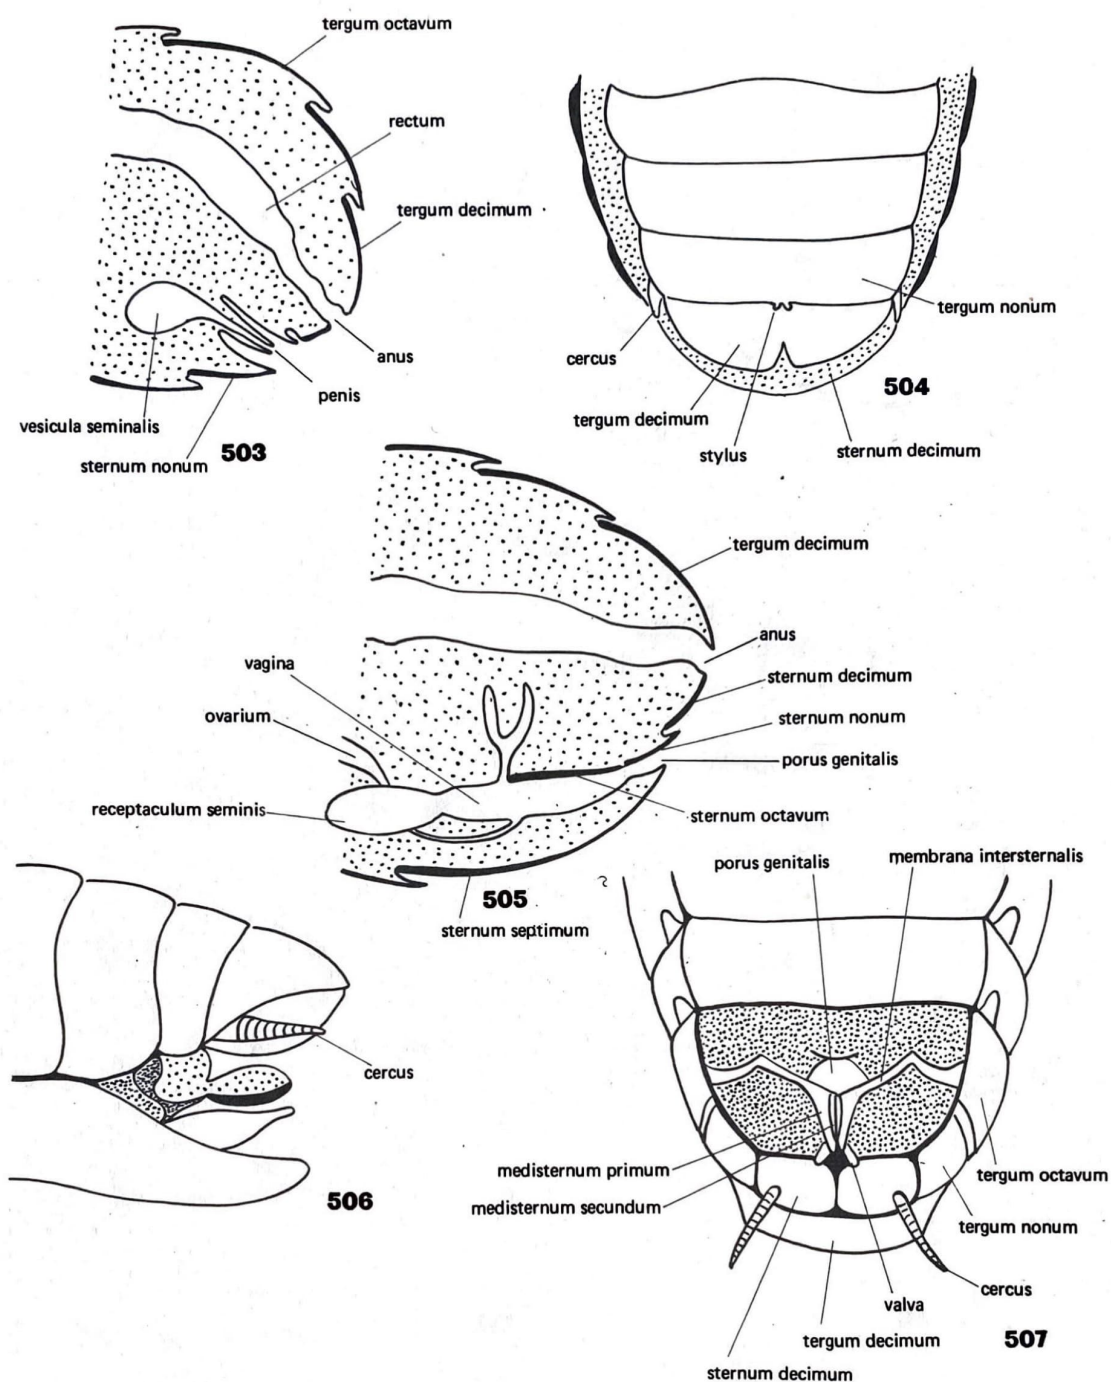 tergum octavum
rectum
tergum decimum
anus
penis
vesicula seminalis
sternum nonum
503
tergum nonum
cercus
504
tergum decimum
stylus
sternum decimum
tergum decimum
anus
vagina
sternum decimum
ovarium
sternum nonum
porus genitalis
receptaculum seminis
sternum octavum
505
sternum septimum
cercus
506
porus genitalis
membrana intersternalis
medisternum primum
tergum octavum
medisternum secundum
tergum nonum
cercus
valva
tergum decimum
507
sternum decimum